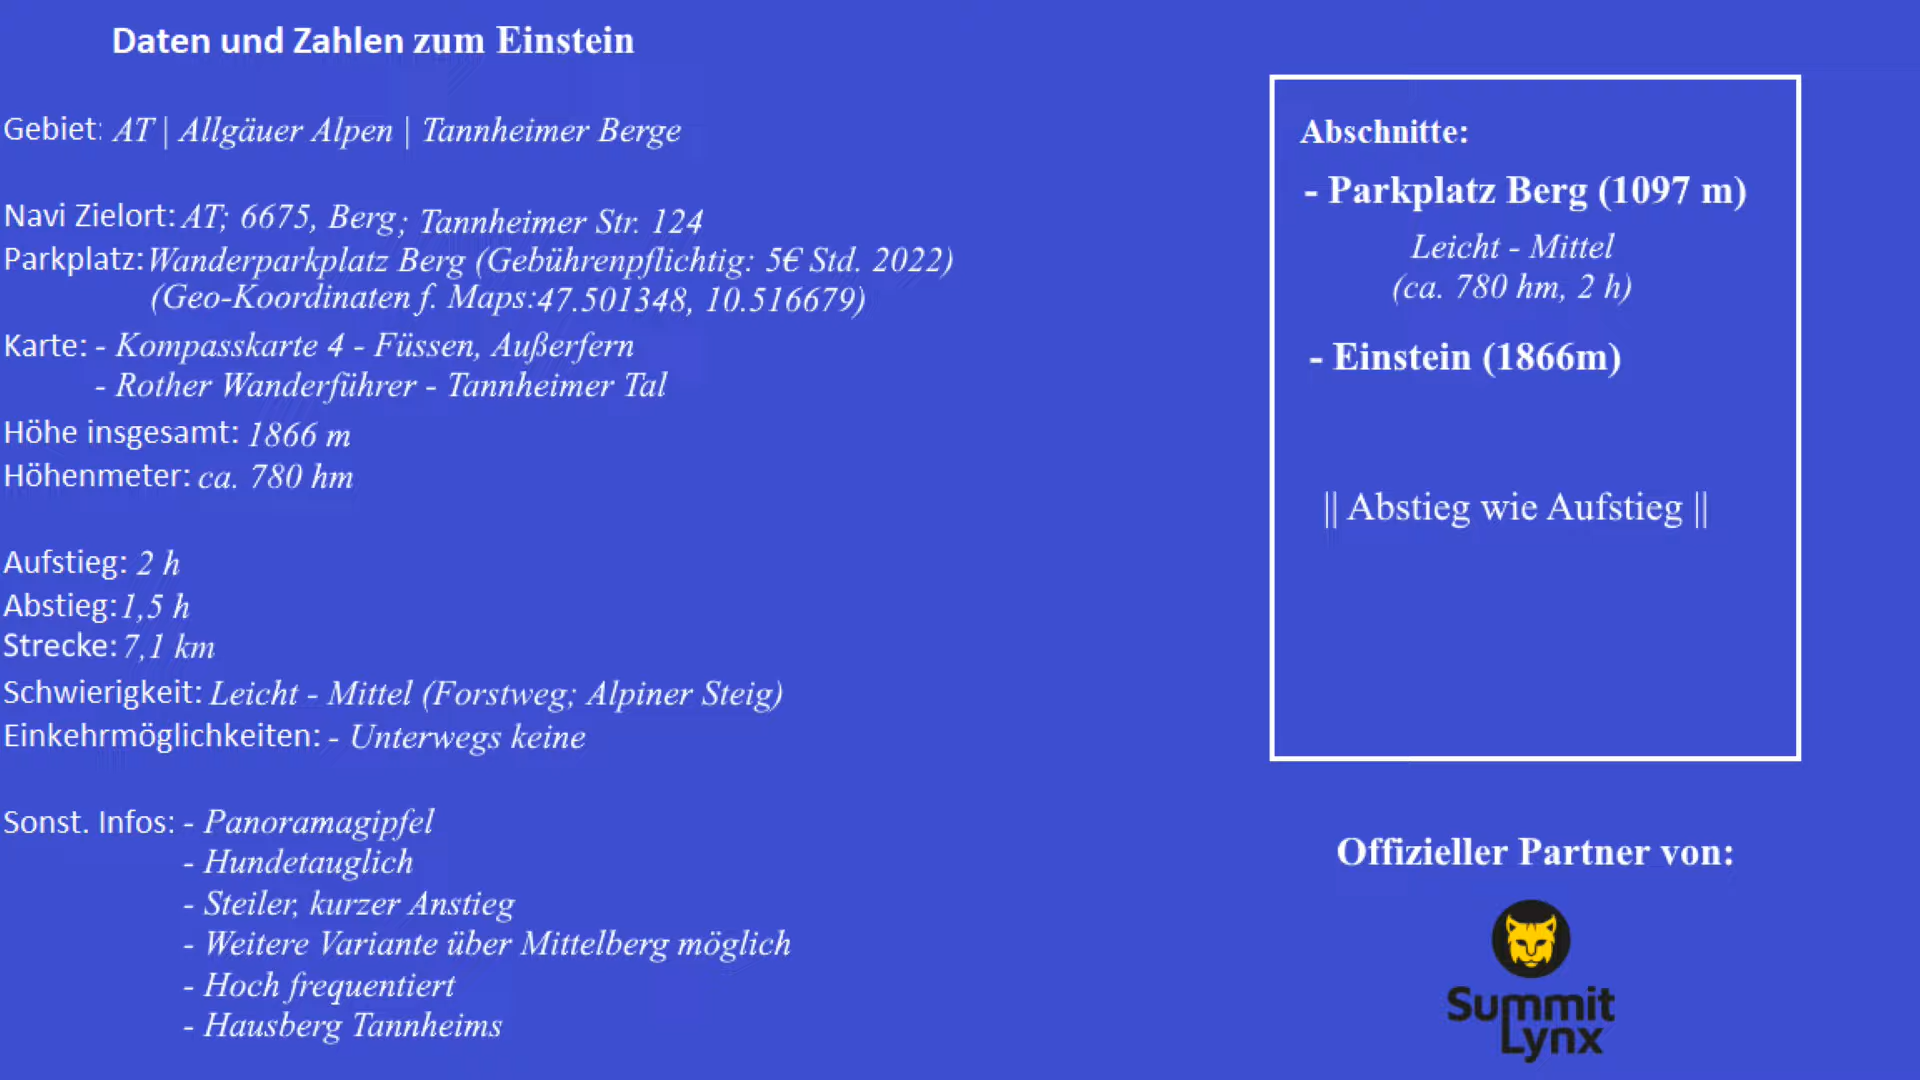 Daten und Zahlen zum Einstein
Gebiet: AT | Allgäuer Alpen | Tannheimer Berge
Navi Zielort: AT; 6675, Berg; Tannheimer Str. 124
Parkplatz: Wanderparkplatz Berg (Gebührenpflichtig: 5€ Std. 2022)
(Geo-Koordinaten f. Maps:47.501348, 10.516679)
Karte: - Kompasskarte 4 - Füssen, Außerfern
- Rother Wanderführer - Tannheimer Tal
Höhe insgesamt: 1866 m
Höhenmeter: ca. 780 hm
Aufstieg: 2 h
Abstieg: 1,5 h
Strecke: 7,1 km
Schwierigkeit: Leicht - Mittel (Forstweg; Alpiner Steig)
Einkehrmöglichkeiten: - Unterwegs keine
Sonst. Infos: - Panoramagipfel
- Hundetauglich
- Steiler, kurzer Anstieg
- Weitere Variante über Mittelberg möglich
- Hoch frequentiert
- Hausberg Tannheims
Abschnitte:
- Parkplatz Berg (1097 m)
Leicht - Mittel
(ca. 780 hm, 2 h)
- Einstein (1866m)
|| Abstieg wie Aufstieg ||
Offizieller Partner von:
Summit
Lynx